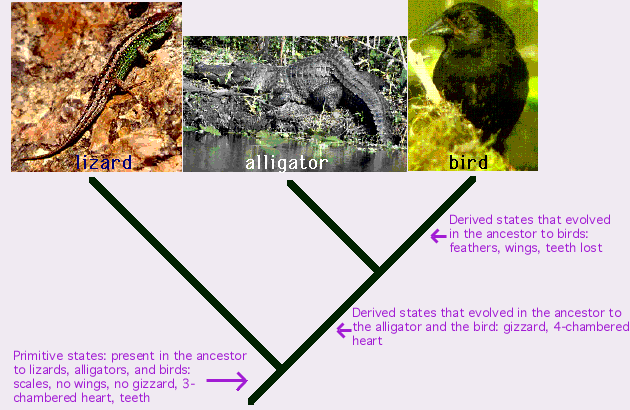 lizard
alligator
bird
Derived states that evolved
in the ancestor to birds:
feathers, wings, teeth lost
Derived states that evolved in the ancestor to
the alligator and the bird: gizzard, 4-chambered
heart
Primitive states: present in the ancestor
to lizards, alligators, and birds:
scales, no wings, no gizzard, 3-
chambered heart, teeth